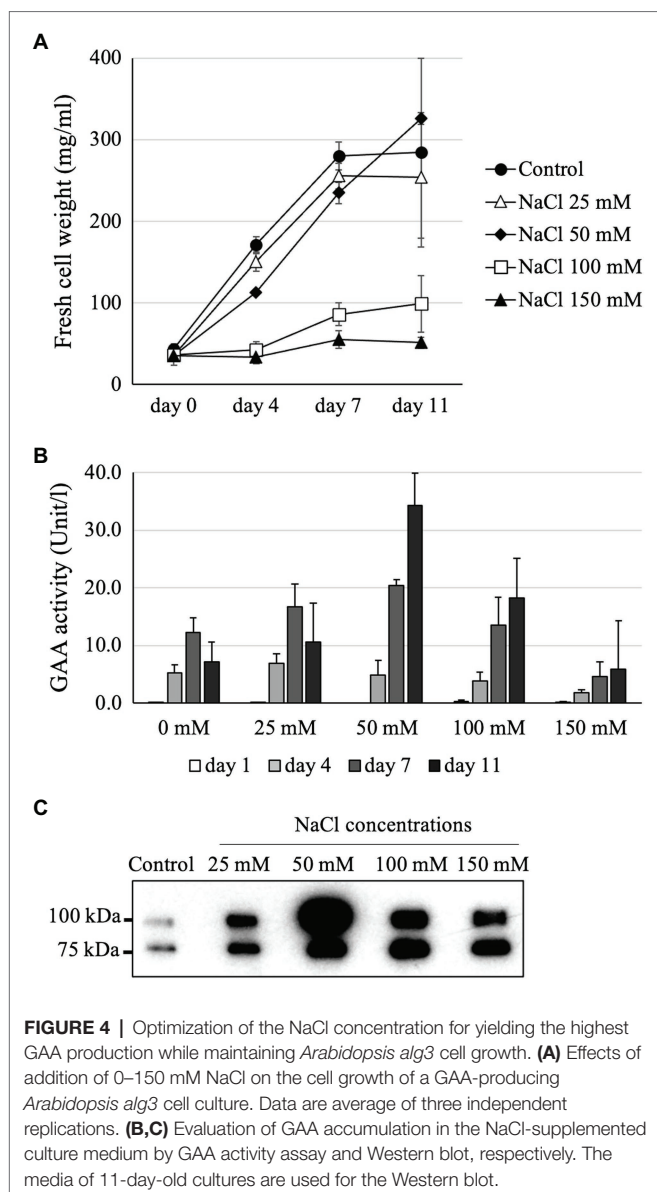 A
400
300
200
100
0
Fresh cell weight (mg/ml)
day 0 day 4 day 7 day 11
Control
NaCl 25 mM
NaCl 50 mM
NaCl 100 mM
NaCl 150 mM
B
40.0
30.0
20.0
10.0
0.0
GAA activity (Unit/l)
0 mM 25 mM 50 mM 100 mM 150 mM
day 1 day 4 day 7 day 11
C
NaCl concentrations
Control 25 mM 50 mM 100 mM 150 mM
100 kDa
75 kDa
FIGURE 4 | Optimization of the NaCl concentration for yielding the highest
GAA production while maintaining Arabidopsis alg3 cell growth. (A) Effects of
addition of 0–150 mM NaCl on the cell growth of a GAA-producing
Arabidopsis alg3 cell culture. Data are average of three independent
replications. (B,C) Evaluation of GAA accumulation in the NaCl-supplemented
culture medium by GAA activity assay and Western blot, respectively. The
media of 11-day-old cultures are used for the Western blot.